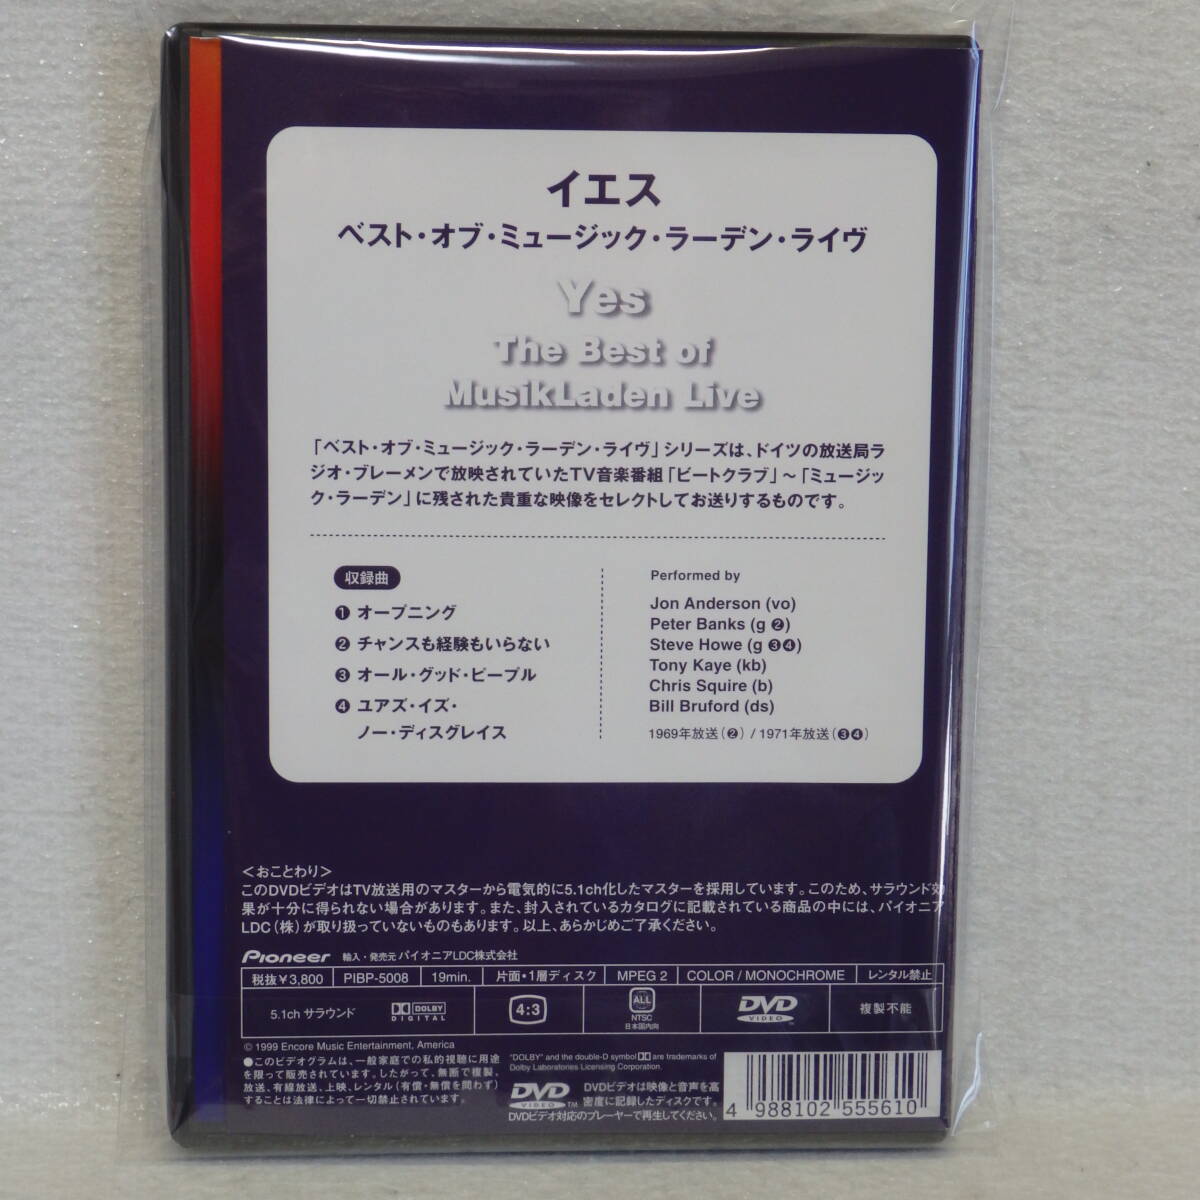 イエス
ベスト・オブ・ミュージック・ラーデン・ライヴ
Yes
The Best of
MusikLaden Live
「ベスト・オブ・ミュージック・ラーデン・ライヴ」シリーズは、ドイツの放送局ラ
ジオ・ブレーメンで放映されていたTV音楽番組「ビートクラブ」〜「ミュージッ
ク・ラーデン」に残された貴重な映像をセレクトしてお送りするものです。
収録曲
❶ オープニング
❷ チャンスも経験もいらない
❸ オール・グッド・ピープル
❹ ユアズ・イズ・
ノー・ディスグレイス
Performed by
Jon Anderson (vo)
Peter Banks (g ❷)
Steve Howe (g ❸❹)
Tony Kaye (kb)
Chris Squire (b)
Bill Bruford (ds)
1969年放送(❷) / 1971年放送(❸❹)
<おことわり>
このDVDビデオはTV放送用のマスターから電気的に5.1ch化したマスターを採用しています。このため、サラウンド効
果が十分に得られない場合があります。また、封入されているカタログに記載されている商品の中には、パイオニア
LDC(株)が取り扱っていないものもあります。以上、あらかじめご了承ください。
Pioneer 輸入・発売元 パイオニアLDC株式会社
税抜¥3,800 PIBP-5008 19min. 片面・1層ディスク MPEG 2 COLOR / MONOCHROME レンタル禁止
5.1ch サラウンド DOLBY DIGITAL 4:3 ALL NTSC 日本国内向 DVD VIDEO TM 複製不能
© 1999 Encore Music Entertainment, America
●このビデオグラムは、一般家庭での私的視聴に用途
を限って販売されています。したがって、無断で複製、
放送、有線放送、上映、レンタル(有償・無償を問わず)
することは法律によって一切禁止されています。
"DOLBY" and the double-D symbol are trademarks of
Dolby Laboratories Licensing Corporation.
DVD VIDEO TM
DVDビデオは映像と音声を高
密度に記録したディスクです。
DVDビデオ対応のプレーヤーで再生してください。
4 988102 555610